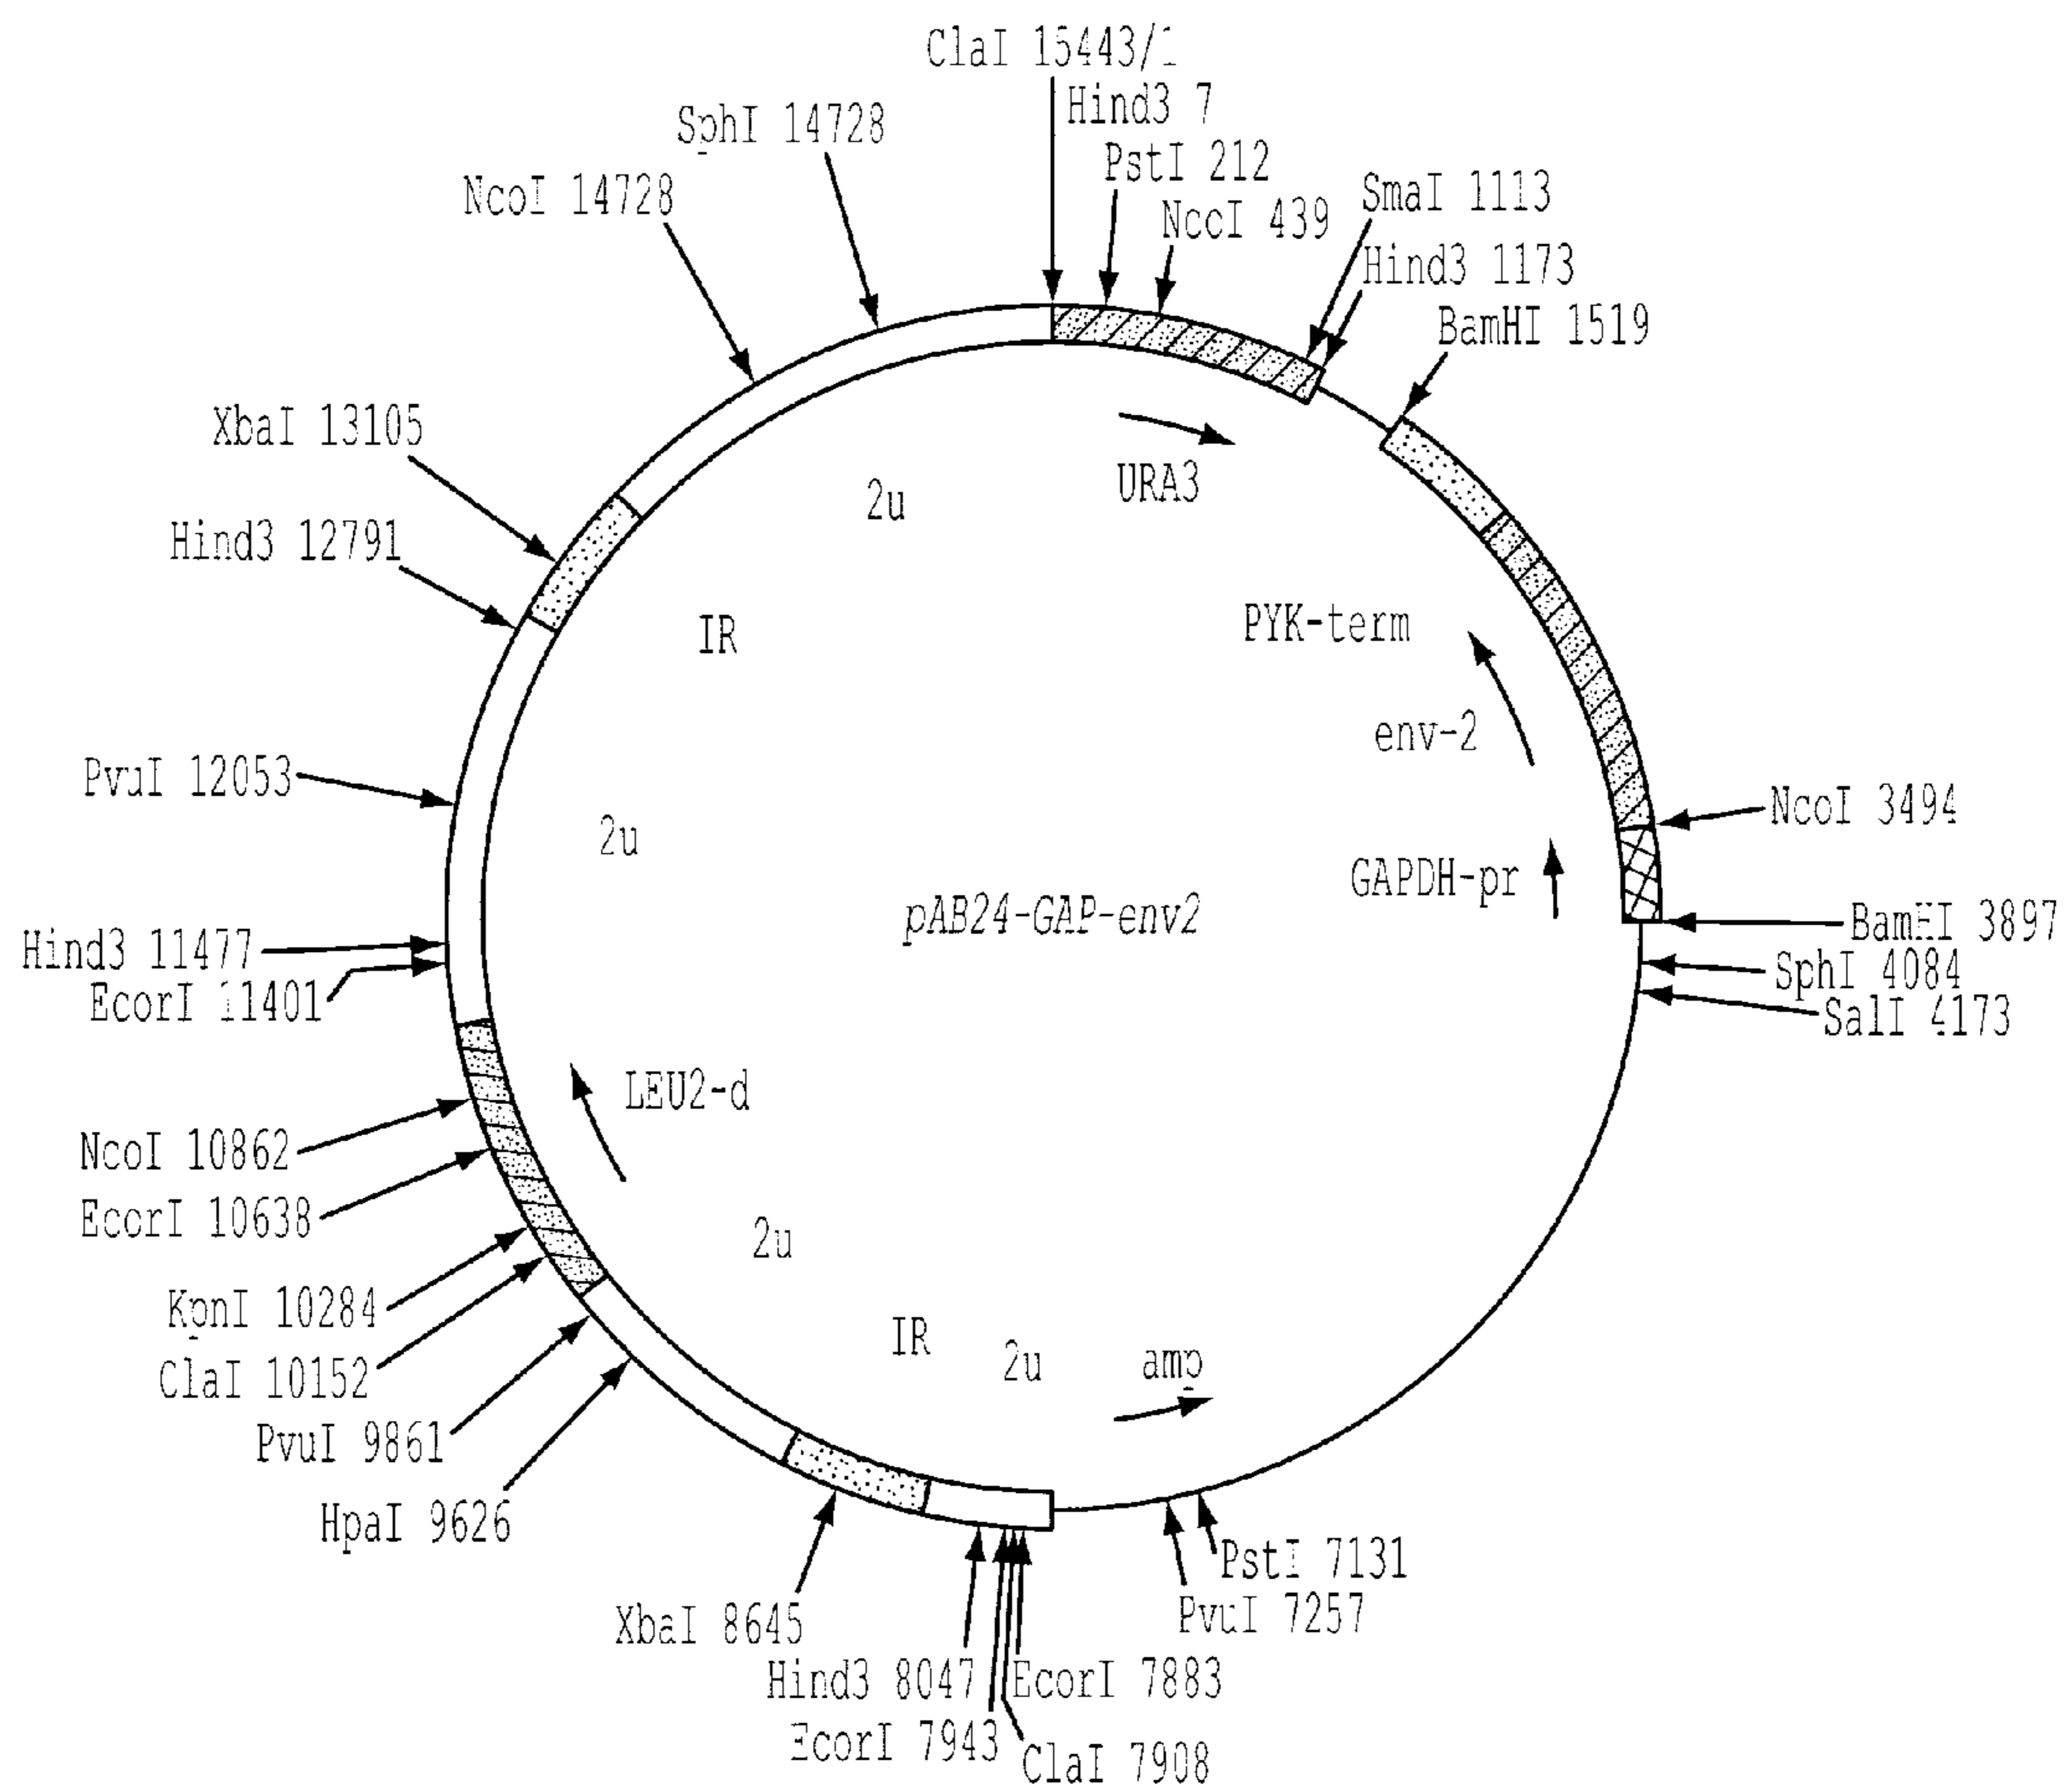 ClaI 15443/1
Hind3 7
SphI 14728
PstI 212
NcoI 14728
SmaI 1113
NccI 439
Hind3 1173
BamHI 1519
XbaI 13105
URA3
2u
Hind3 12791
PYK-term
IR
env-2
PvuI 12053
NcoI 3494
2u
GAPDH-pr
pAB24-GAP-env2
BamHI 3897
Hind3 11477
SphI 4084
EcorI 11401
SalI 4173
LEU2-d
NcoI 10862
EcorI 10638
2u
KpnI 10284
IR
2u
amp
ClaI 10152
PvuI 9861
HpaI 9626
PstI 7131
PvuI 7257
XbaI 8645
Hind3 8047
EcorI 7883
EcorI 7943
ClaI 7908